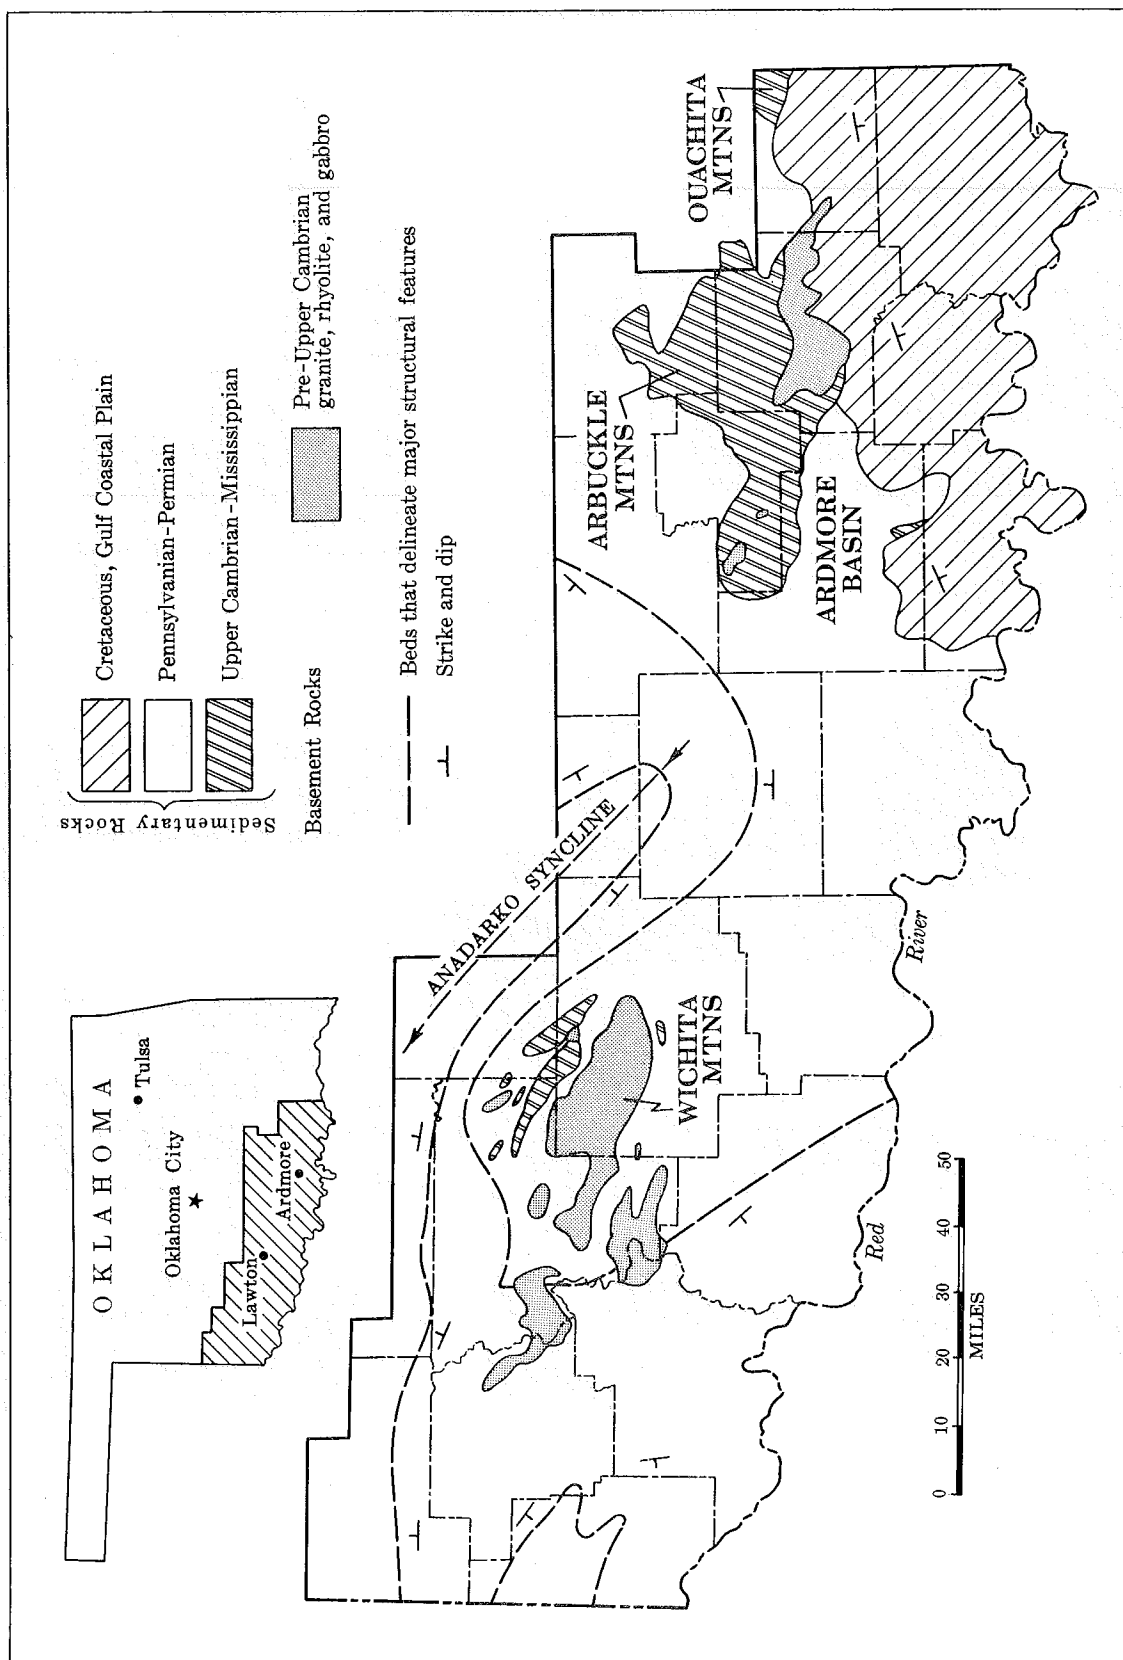 OKLAHOMA
Tulsa
Oklahoma City
Lawton
Ardmore
Sedimentary Rocks
Cretaceous, Gulf Coastal Plain
Pennsylvanian-Permian
Upper Cambrian-Mississippian
Basement Rocks
Pre-Upper Cambrian
granite, rhyolite, and gabbro
Beds that delineate major structural features
Strike and dip
ANADARKO SYNCLINE
WICHITA
MTNS
ARBUCKLE
MTNS
OUACHITA
MTNS
ARDMORE
BASIN
Red
River
0
10
20
30
40
50
MILES